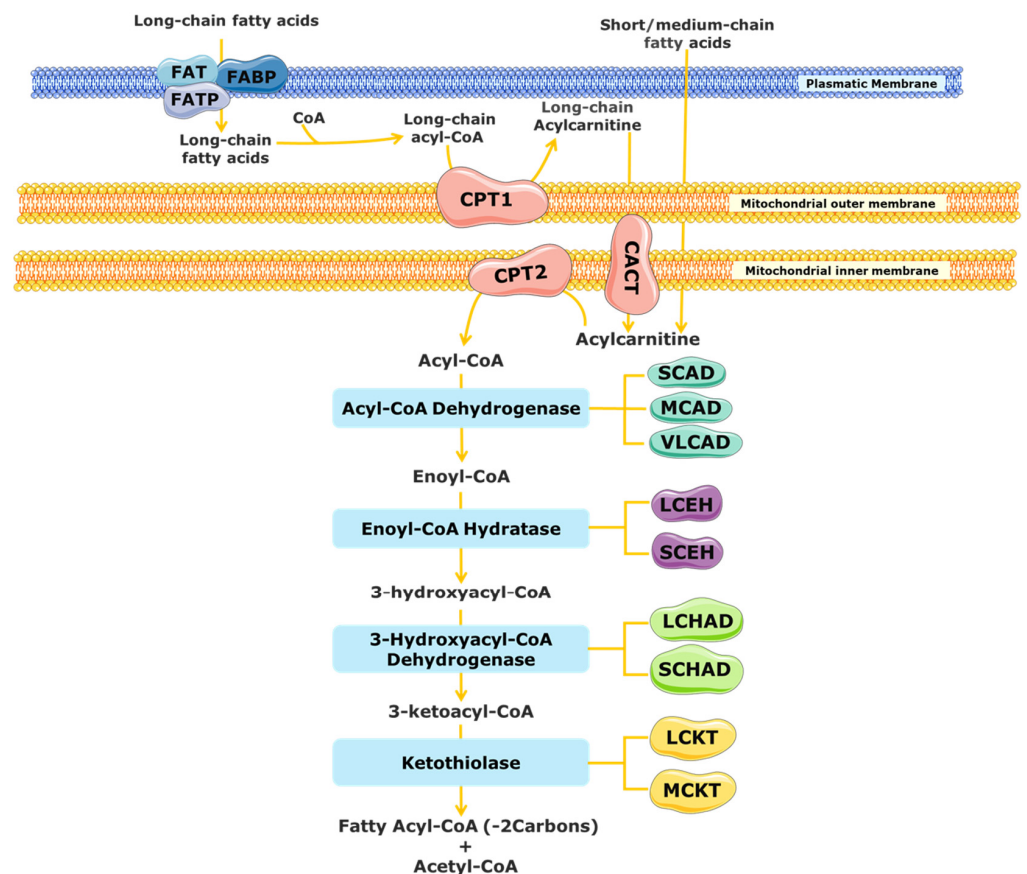 Long-chain fatty acids
Short/medium-chain
fatty acids
FAT
FABP
FATP
Plasmatic Membrane
Long-chain
fatty acids
CoA
Long-chain
acyl-CoA
Long-chain
Acylcarnitine
CPT1
Mitochondrial outer membrane
CPT2
CACT
Mitochondrial inner membrane
Acylcarnitine
Acyl-CoA
Acyl-CoA Dehydrogenase
SCAD
MCAD
VLCAD
Enoyl-CoA
Enoyl-CoA Hydratase
LCEH
SCEH
3-hydroxyacyl-CoA
3-Hydroxyacyl-CoA
Dehydrogenase
LCHAD
SCHAD
3-ketoacyl-CoA
Ketothiolase
LCKT
MCKT
Fatty Acyl-CoA (-2Carbons)
+
Acetyl-CoA